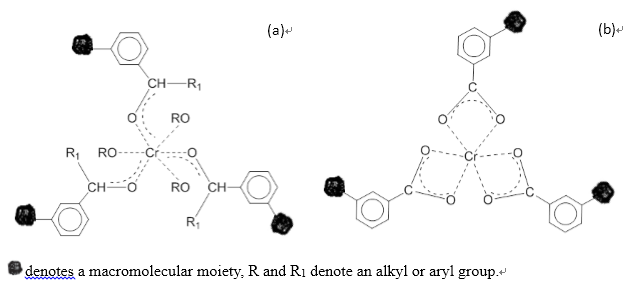 (a)↵
(b)↵
CH—R₁
O
RO
R₁
RO
Cr
O
CH
O
RO
CH
R₁
C
O
O
O
Cr
O
C
O
O
C
denotes a macromolecular moiety, R and R₁ denote an alkyl or aryl group.↵